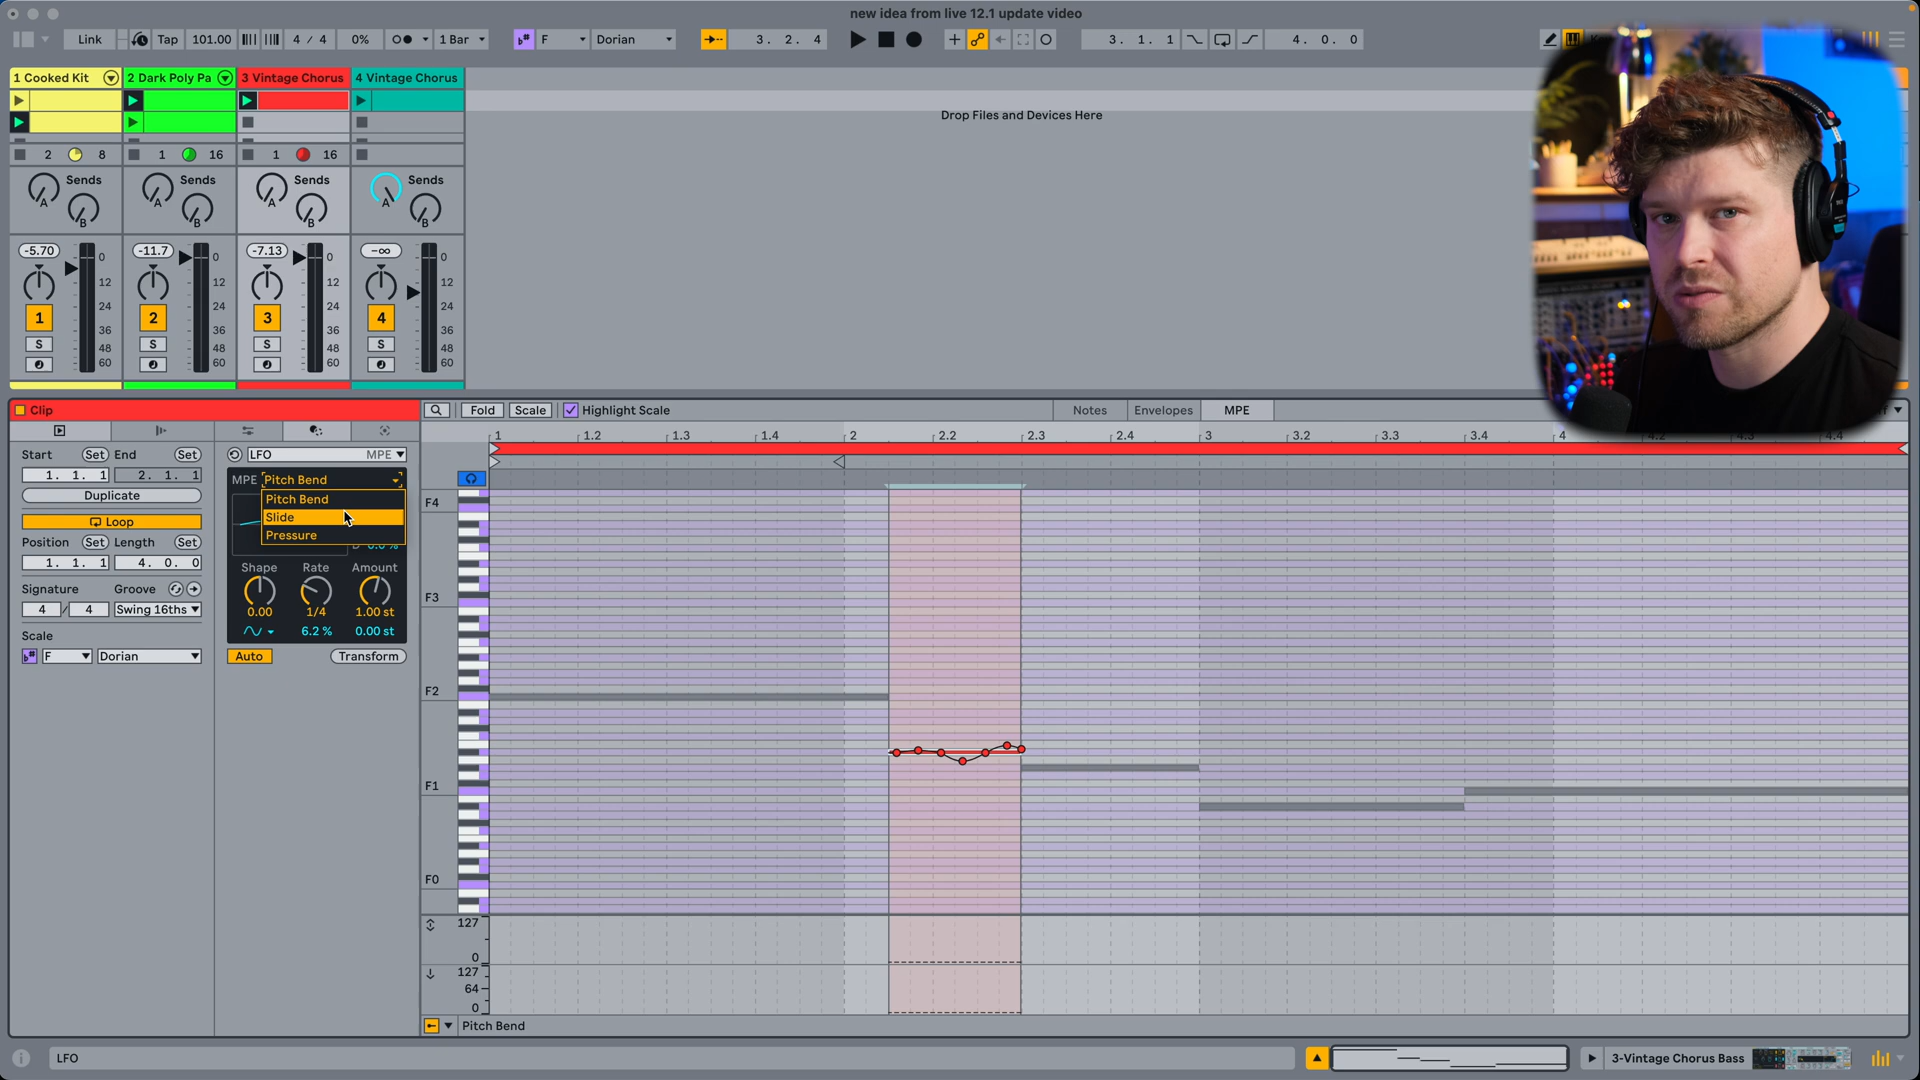 new idea from live 12.1 update video
Link Tap 101.00 4 / 4 0% 1 Bar F Dorian 3. 2. 4 3. 1. 1 4. 0. 0
1 Cooked Kit 2 Dark Poly Pa 3 Vintage Chorus 4 Vintage Chorus
Drop Files and Devices Here
2 8 1 16 1 16
Sends Sends Sends Sends
A B A B A B A B
-5.70 -11.7 -7.13 -∞
0 0 0 0
12 12 12 12
24 24 24 24
1 2 3 4
36 36 36 36
S S S S
48 48 48 48
60 60 60 60
Clip
Fold Scale Highlight Scale Notes Envelopes MPE
1 1.2 1.3 1.4 2 2.2 2.3 2.4 3 3.2 3.3 3.4 4 4.2 4.3 4.4
Start Set End Set
LFO MPE
1. 1. 1 2. 1. 1
MPE Pitch Bend
Duplicate
Pitch Bend
Slide
Pressure
Loop
Position Set Length Set
1. 1. 1 4. 0. 0
Shape Rate Amount
Signature Groove
4 / 4 Swing 16ths
0.00 1/4 1.00 st
6.2 % 0.00 st
Scale
F Dorian
Auto Transform
F4
F3
F2
F1
F0
127
0
127
64
0
Pitch Bend
LFO
3-Vintage Chorus Bass